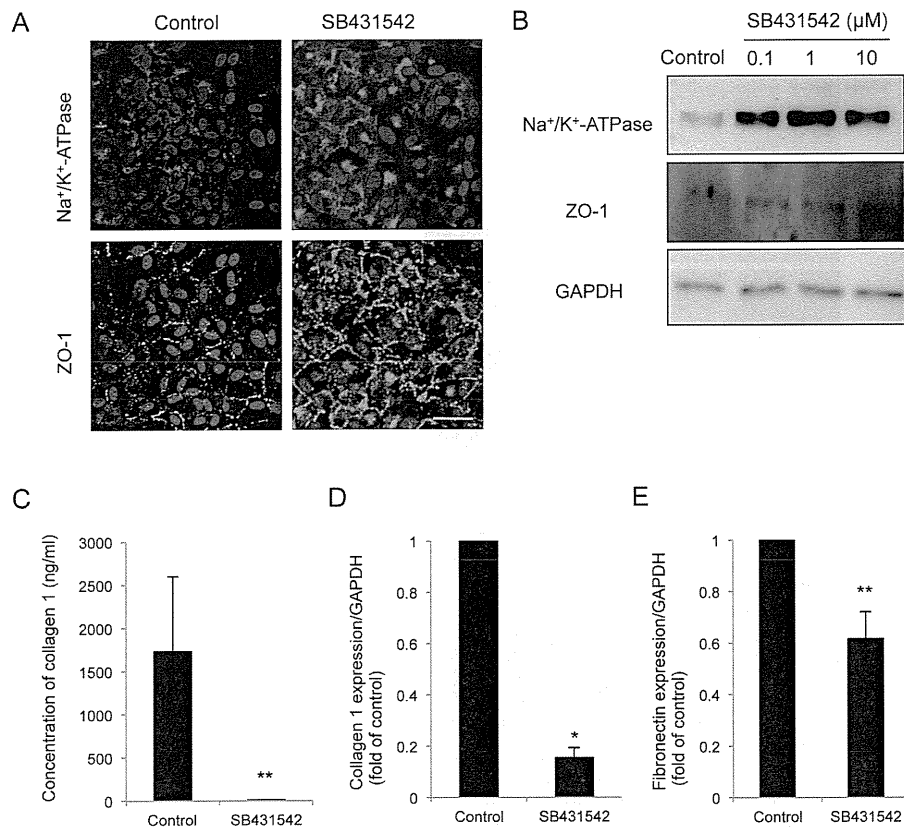 A
Control
SB431542
Na⁺/K⁺-ATPase
ZO-1
B
SB431542 (µM)
Control
0.1
1
10
Na⁺/K⁺-ATPase
ZO-1
GAPDH
C
Concentration of collagen 1 (ng/ml)
3000
2500
2000
1500
1000
500
0
**
Control
SB431542
D
Collagen 1 expression/GAPDH
(fold of control)
1
0.8
0.6
0.4
0.2
0
*
Control
SB431542
E
Fibronectin expression/GAPDH
(fold of control)
1
0.8
0.6
0.4
0.2
0
**
Control
SB431542